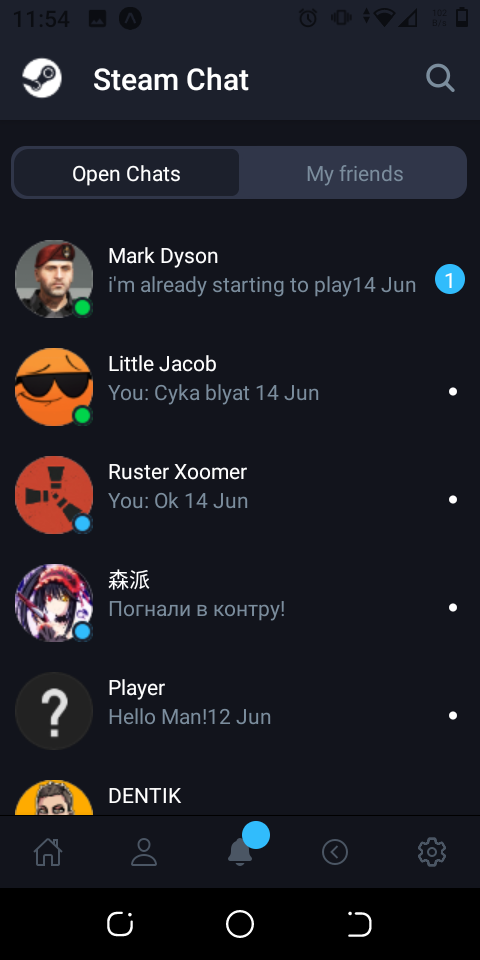 11:54
Steam Chat
Open Chats
My friends
Mark Dyson
i'm already starting to play14 Jun
1
Little Jacob
You: Cyka blyat 14 Jun
Ruster Xoomer
You: Ok 14 Jun
森派
Погнали в контру!
Player
Hello Man!12 Jun
?
DENTIK